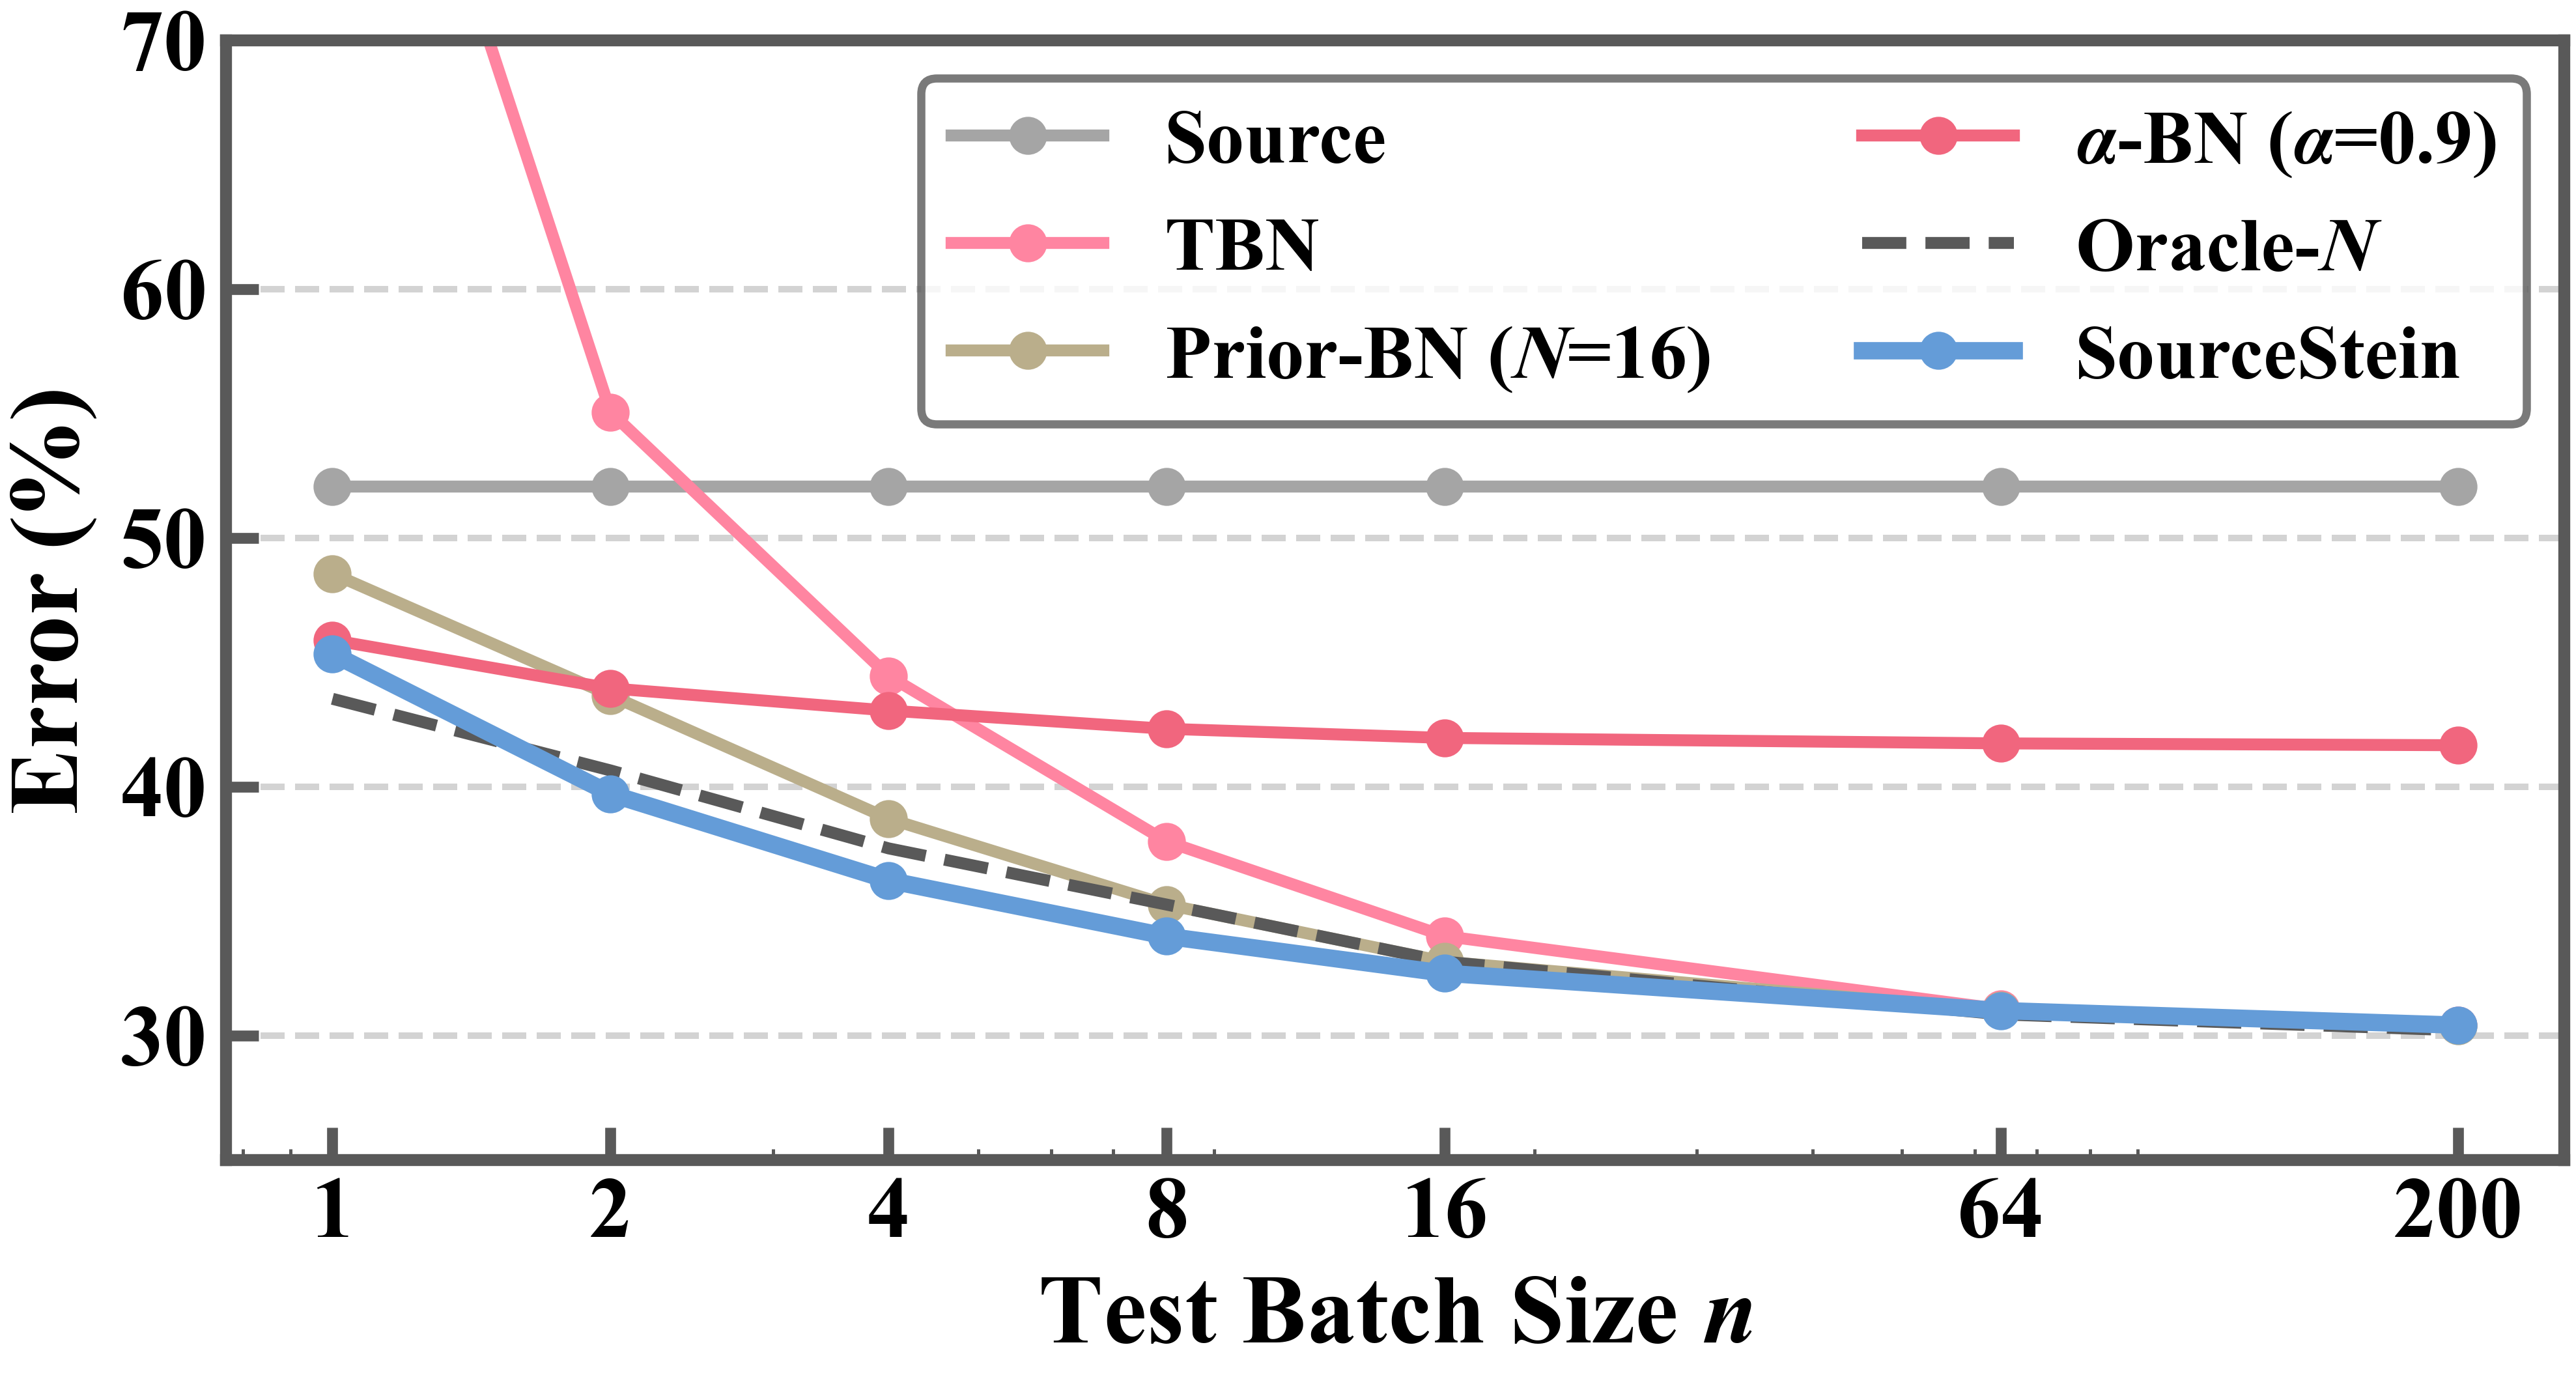 70
60
50
40
30
Error (%)
Source
TBN
Prior-BN (N=16)
α-BN (α=0.9)
Oracle-N
SourceStein
1 2 4 8 16 64 200
Test Batch Size n